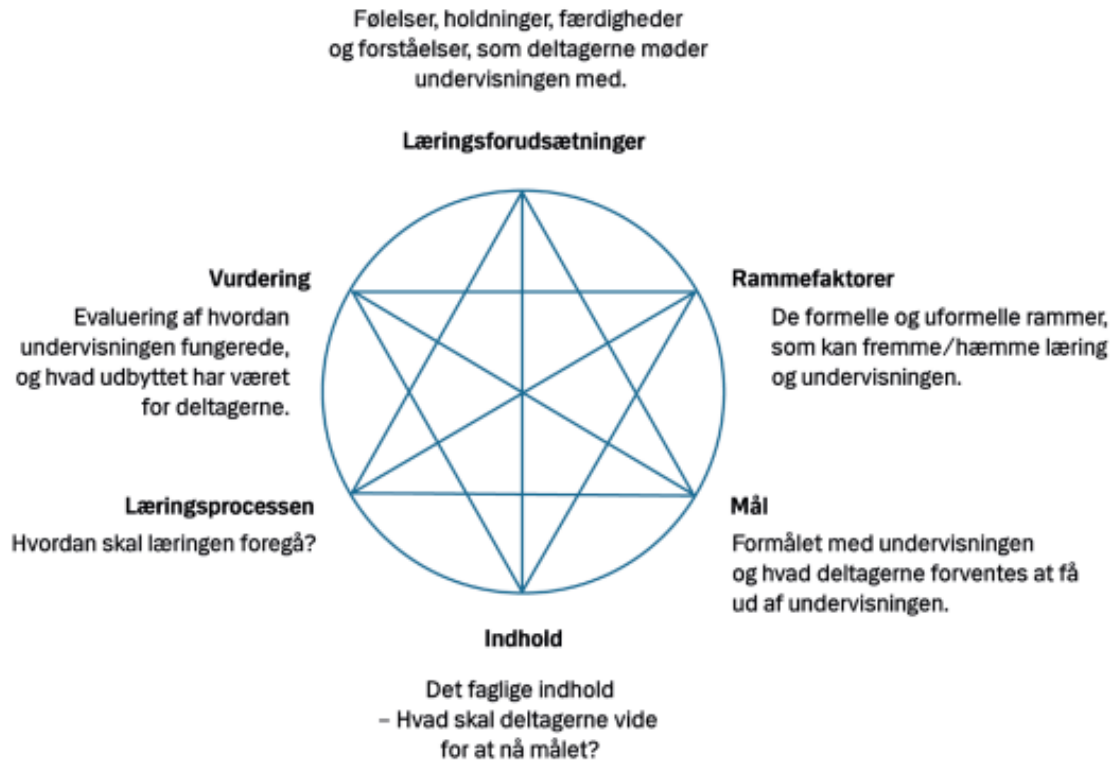 Følelser, holdninger, færdigheder
og forståelser, som deltagerne møder
undervisningen med.
Læringsforudsætninger
Vurdering
Evaluering af hvordan
undervisningen fungerede,
og hvad udbyttet har været
for deltagerne.
Rammefaktorer
De formelle og uformelle rammer,
som kan fremme/hæmme læring
og undervisningen.
Læringsprocessen
Hvordan skal læringen foregå?
Mål
Formålet med undervisningen
og hvad deltagerne forventes at få
ud af undervisningen.
Indhold
Det faglige indhold
– Hvad skal deltagerne vide
for at nå målet?